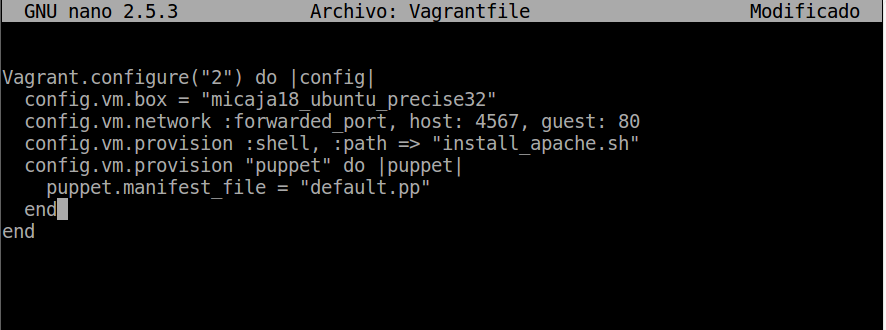 GNU nano 2.5.3 Archivo: Vagrantfile Modificado
Vagrant.configure("2") do |config|
  config.vm.box = "micaja18_ubuntu_precise32"
  config.vm.network :forwarded_port, host: 4567, guest: 80
  config.vm.provision :shell, :path => "install_apache.sh"
  config.vm.provision "puppet" do |puppet|
    puppet.manifest_file = "default.pp"
  end
end